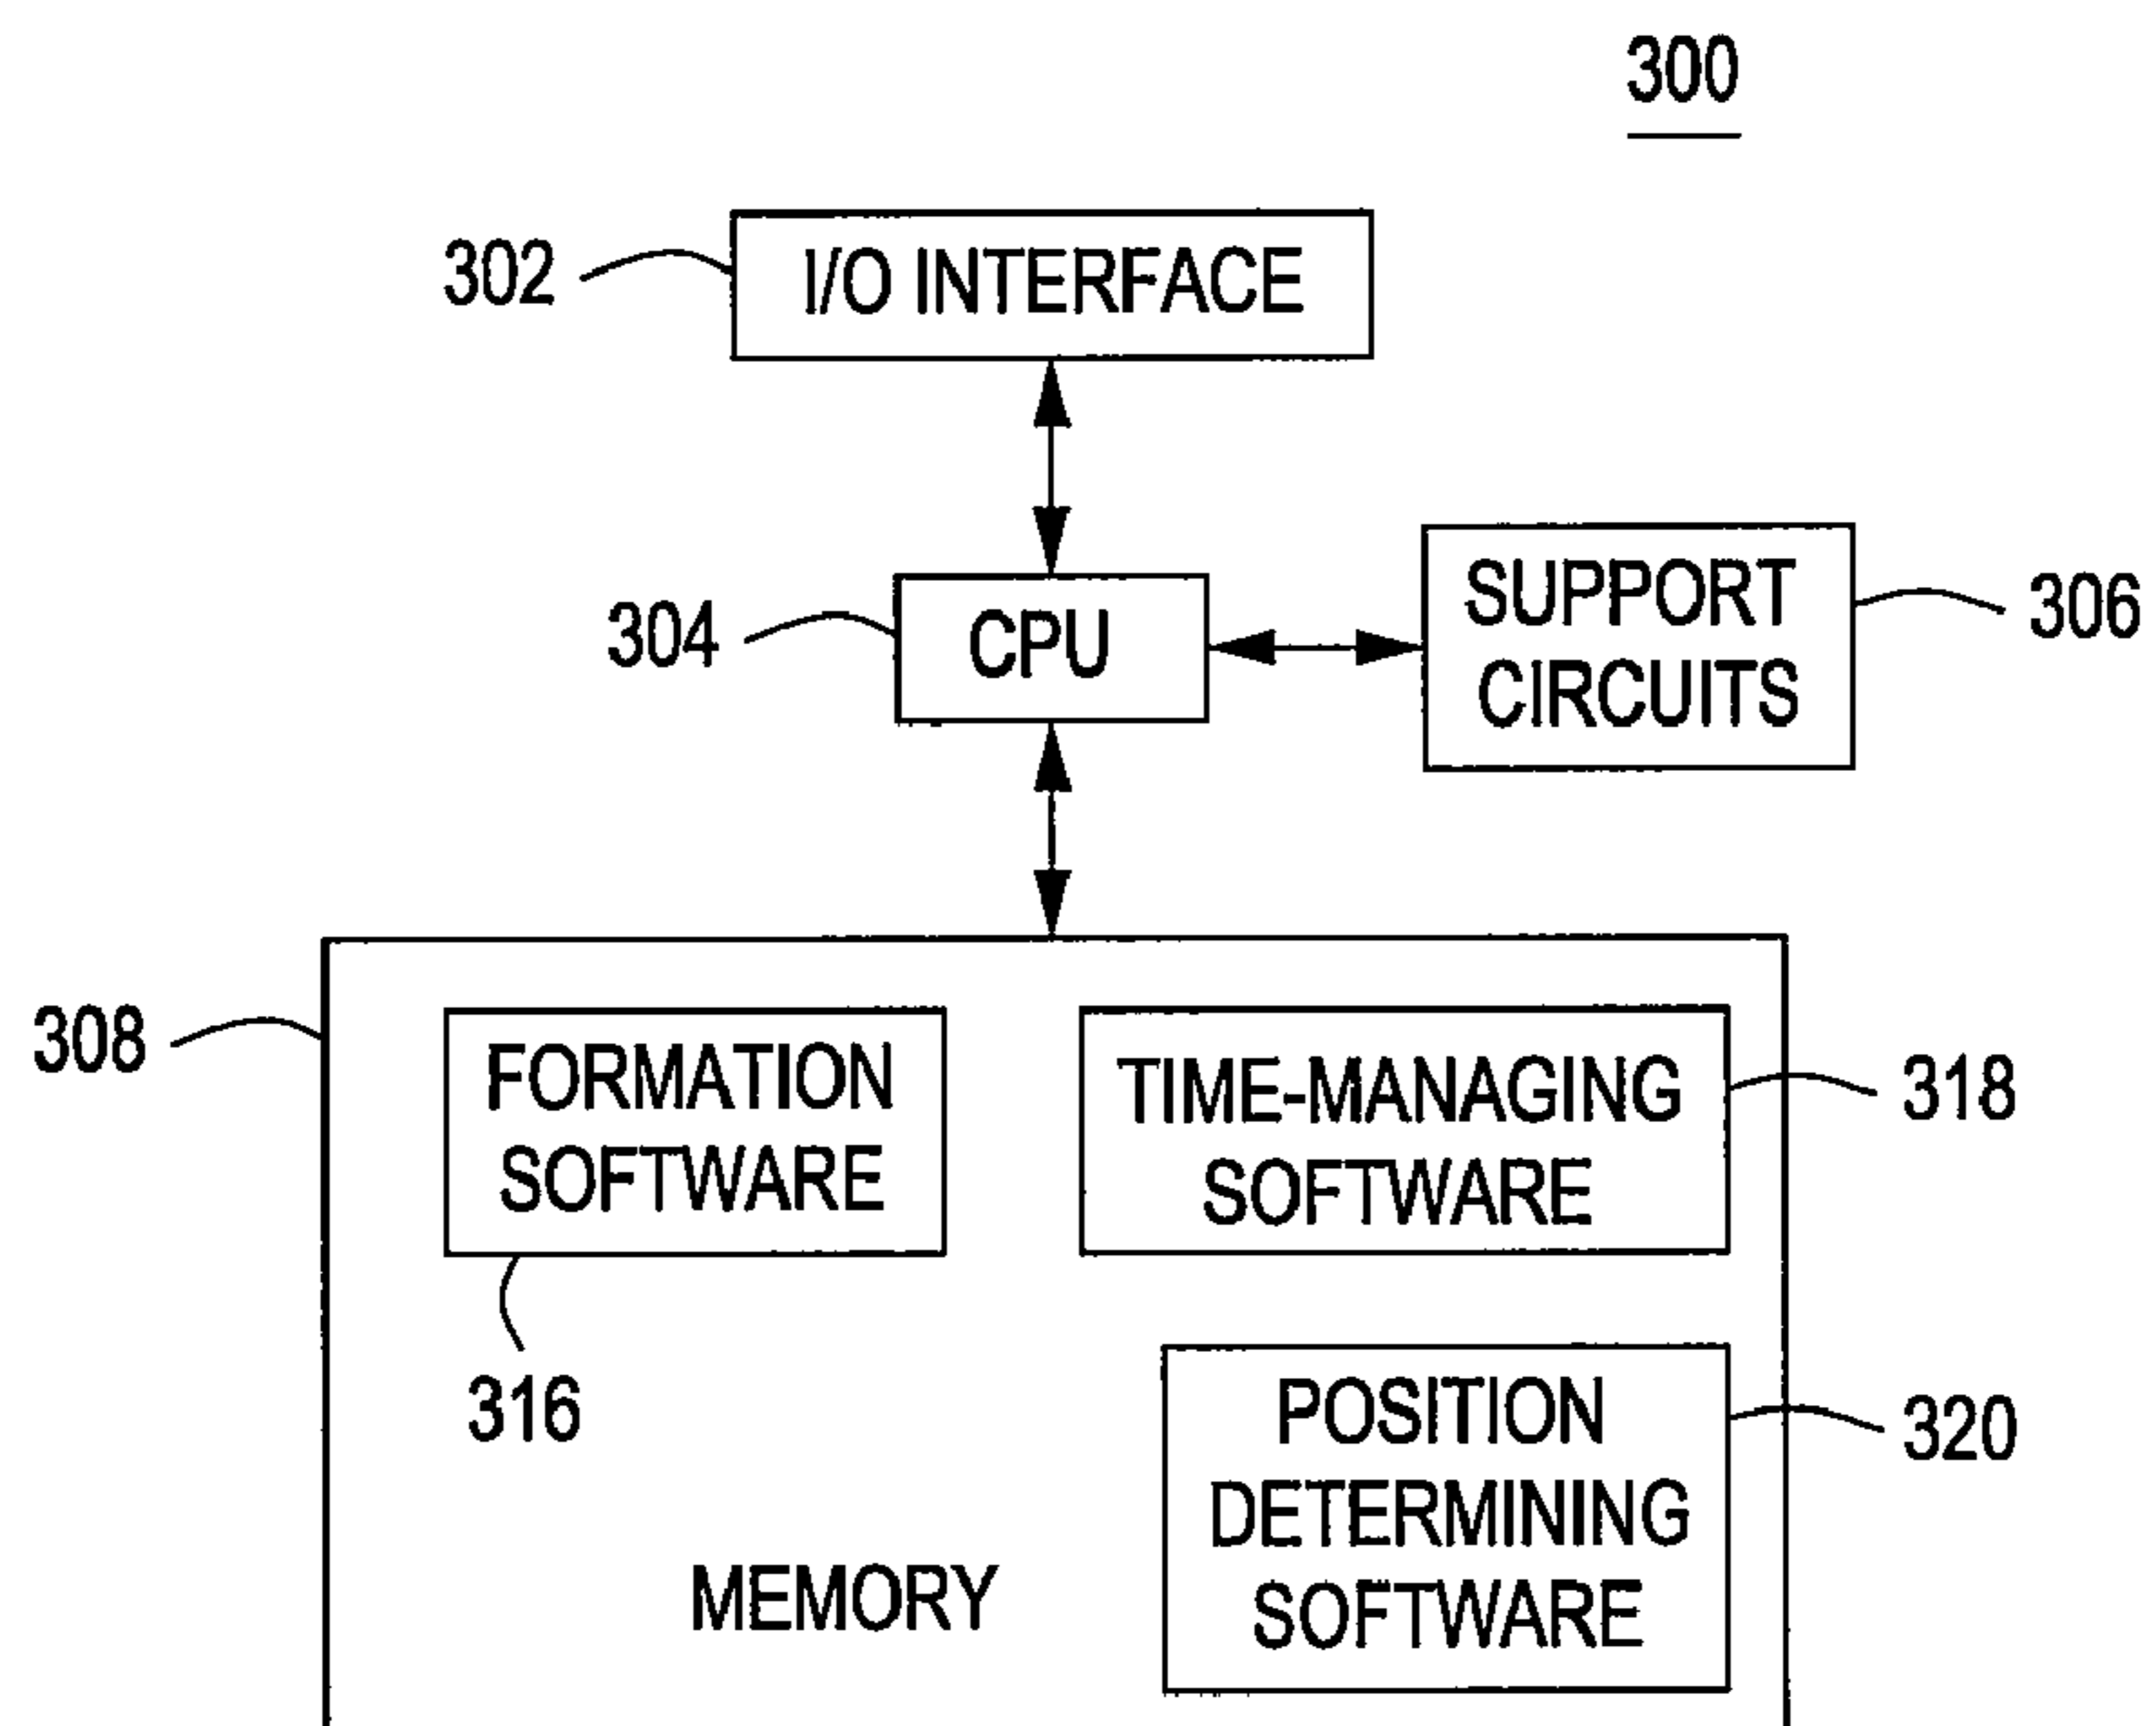 300
302
I/O INTERFACE
304
CPU
SUPPORT
CIRCUITS
306
308
FORMATION
SOFTWARE
316
TIME-MANAGING
SOFTWARE
318
POSITION
DETERMINING
SOFTWARE
320
MEMORY